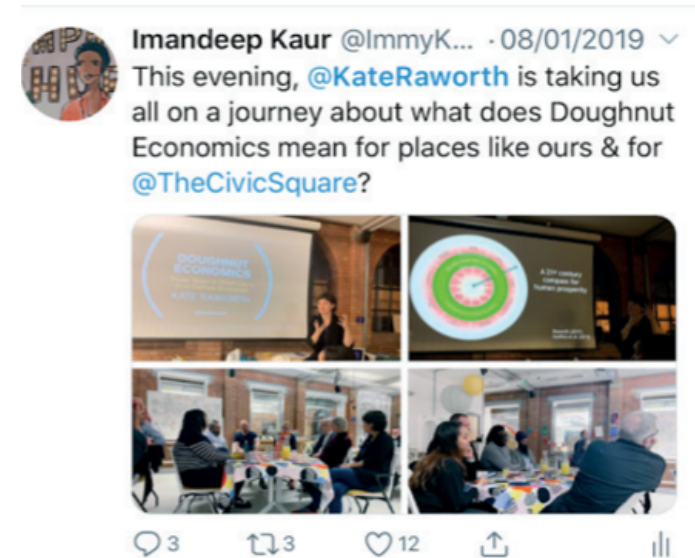 Imandeep Kaur @ImmyK... · 08/01/2019
This evening, @KateRaworth is taking us
all on a journey about what does Doughnut
Economics mean for places like ours & for
@TheCivicSquare?
DOUGHNUT
ECONOMICS
KATE RAWORTH
A 21st century
compass for
human prosperity
3
3
12